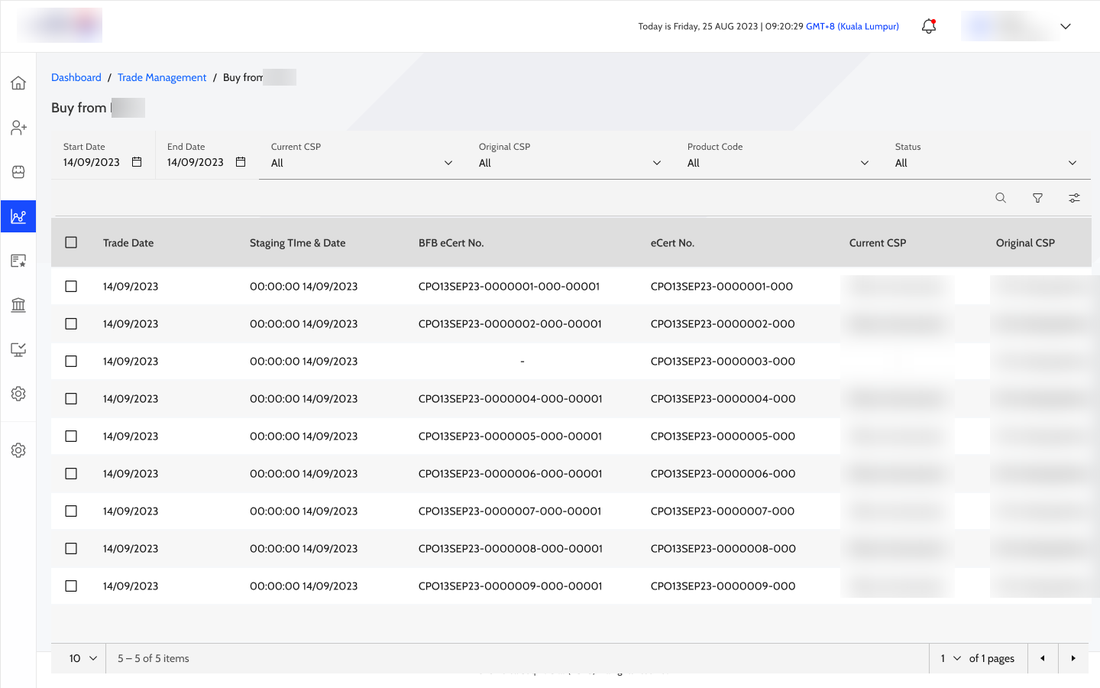 Today is Friday, 25 AUG 2023 | 09:20:29 GMT+8 (Kuala Lumpur)
Dashboard / Trade Management / Buy from
Buy from
Start Date End Date Current CSP Original CSP Product Code Status
14/09/2023 14/09/2023 All All All All
Trade Date Staging TIme & Date BFB eCert No. eCert No. Current CSP Original CSP
14/09/2023 00:00:00 14/09/2023 CPO13SEP23-0000001-000-00001 CPO13SEP23-0000001-000
14/09/2023 00:00:00 14/09/2023 CPO13SEP23-0000002-000-00001 CPO13SEP23-0000002-000
14/09/2023 00:00:00 14/09/2023 - CPO13SEP23-0000003-000
14/09/2023 00:00:00 14/09/2023 CPO13SEP23-0000004-000-00001 CPO13SEP23-0000004-000
14/09/2023 00:00:00 14/09/2023 CPO13SEP23-0000005-000-00001 CPO13SEP23-0000005-000
14/09/2023 00:00:00 14/09/2023 CPO13SEP23-0000006-000-00001 CPO13SEP23-0000006-000
14/09/2023 00:00:00 14/09/2023 CPO13SEP23-0000007-000-00001 CPO13SEP23-0000007-000
14/09/2023 00:00:00 14/09/2023 CPO13SEP23-0000008-000-00001 CPO13SEP23-0000008-000
14/09/2023 00:00:00 14/09/2023 CPO13SEP23-0000009-000-00001 CPO13SEP23-0000009-000
10 5 – 5 of 5 items 1 of 1 pages